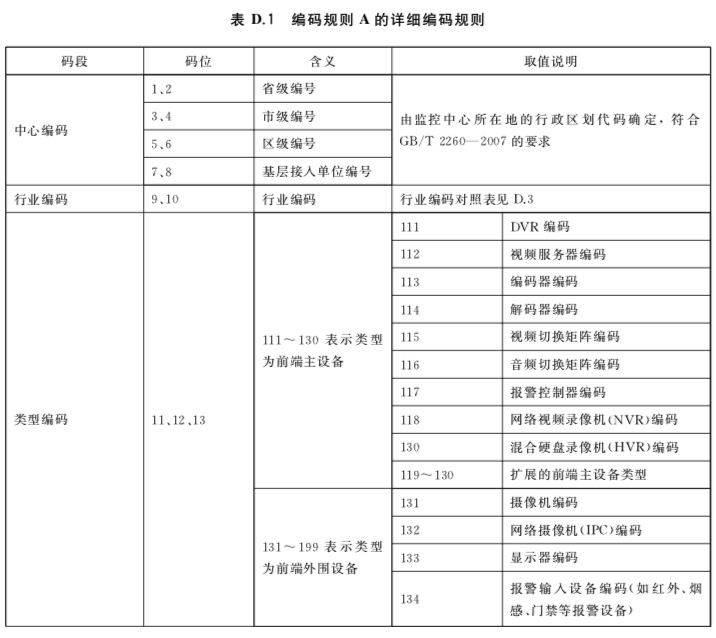 表 D.1 编码规则 A 的详细编码规则
码段 码位 含义 取值说明
中心编码
1、2 省级编号
3、4 市级编号
5、6 区级编号
7、8 基层接入单位编号
由监控中心所在地的行政区划代码确定，符合
GB/T 2260—2007 的要求
行业编码 9、10 行业编码 行业编码对照表见 D.3
类型编码
11、12、13
111～130 表示类型
为前端主设备
111 DVR 编码
112 视频服务器编码
113 编码器编码
114 解码器编码
115 视频切换矩阵编码
116 音频切换矩阵编码
117 报警控制器编码
118 网络视频录像机(NVR)编码
130 混合硬盘录像机(HVR)编码
119～130 扩展的前端主设备类型
131～199 表示类型
为前端外围设备
131 摄像机编码
132 网络摄像机(IPC)编码
133 显示器编码
134 报警输入设备编码(如红外、烟
感、门禁等报警设备)